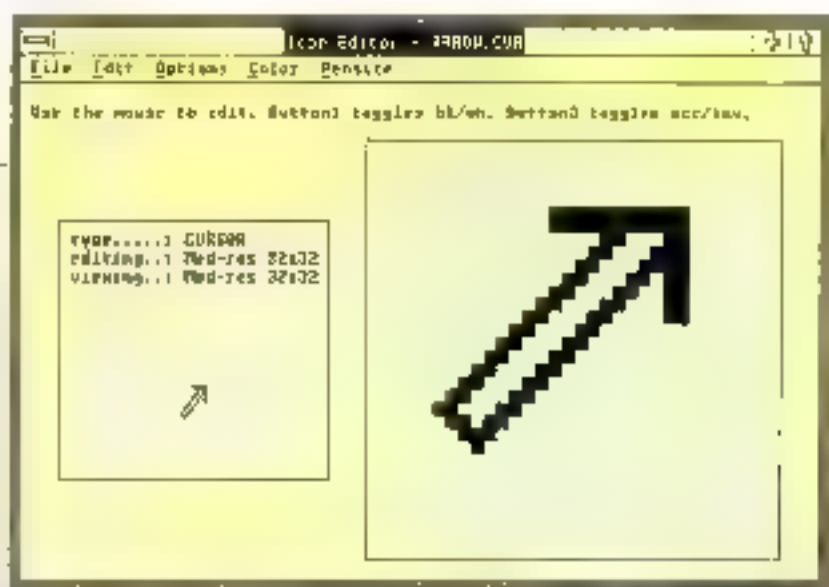 Icon Editor - ARROW.CUR
File Edit Options Color Pensize
Use the mouse to edit. Button1 toggles bk/wh. Button2 toggles scr/inv.
type.....: CURSOR
editing..: Med-res 32x32
viewing..: Med-res 32x32